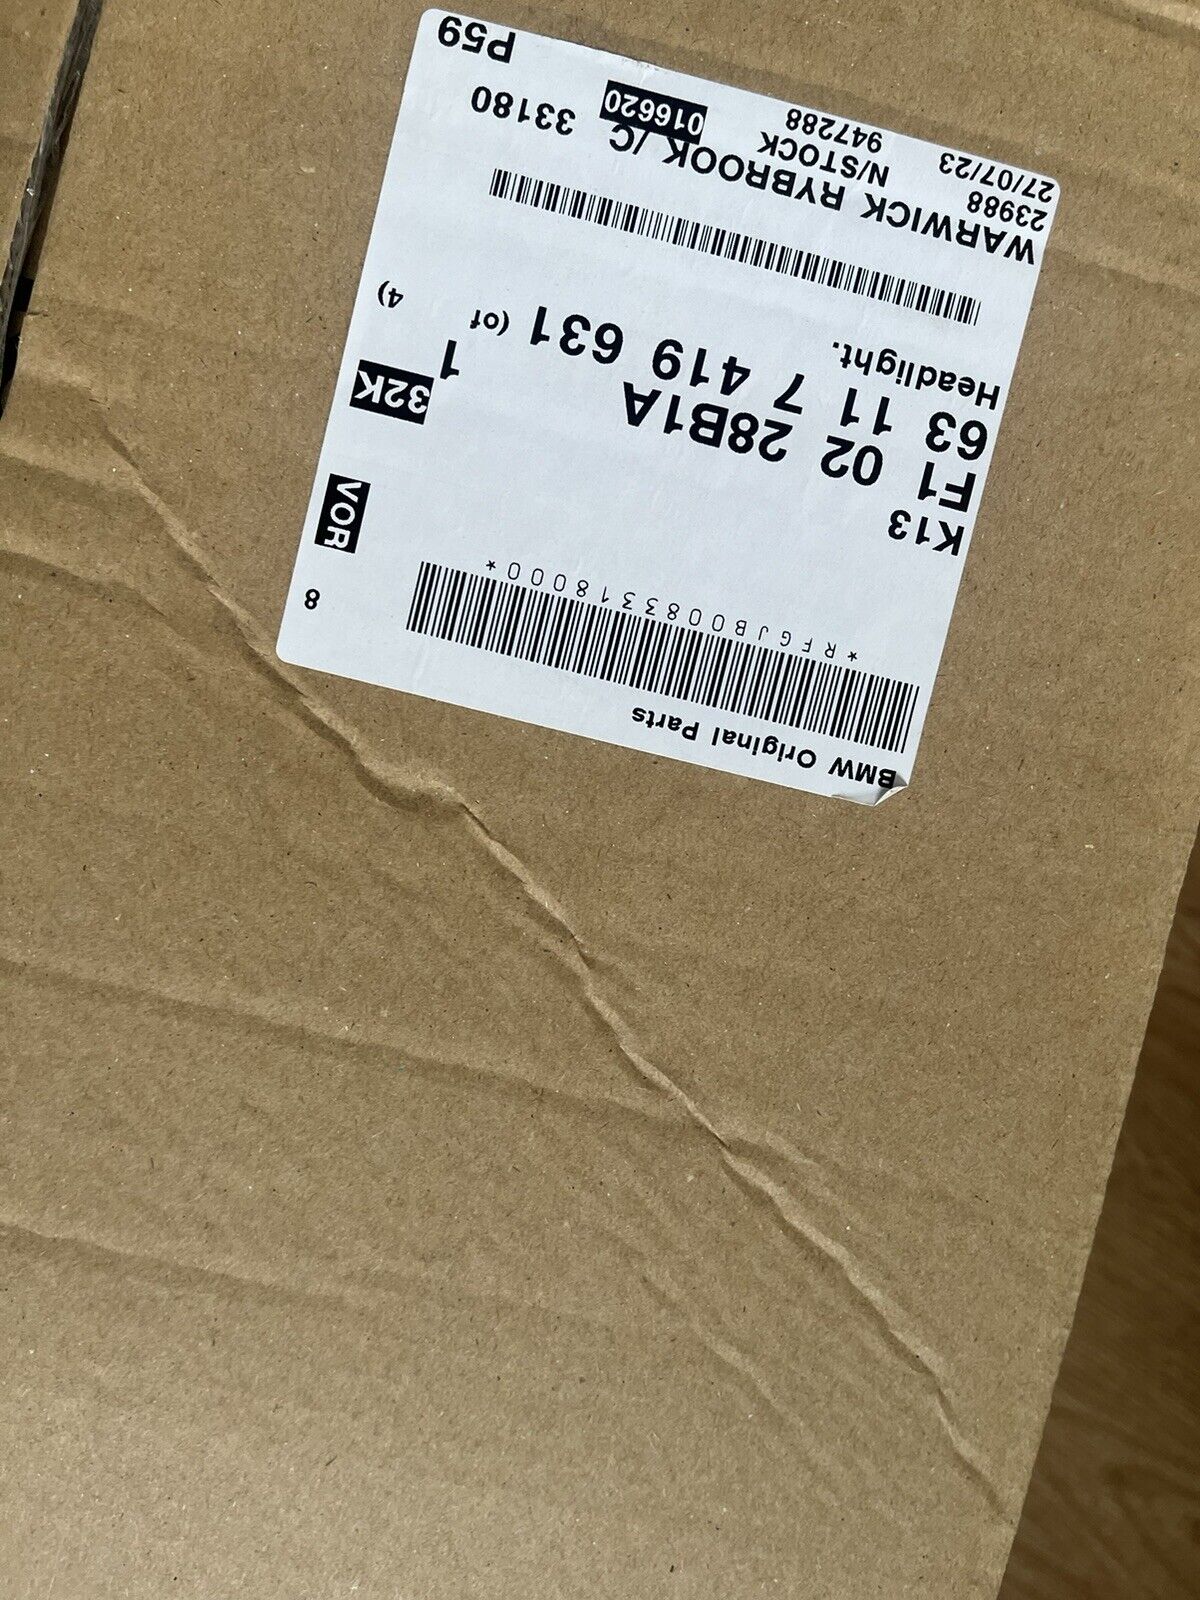 BMW Original Parts
*RFGJB0083318000*
8
K13
VOR
F1 02 28B1A
32K
63 11 7 419 631
1 (of 4)
Headlight.
WARWICK RYBROOK /C 33180
23988 N/STOCK 016620
27/07/23 947288 P59